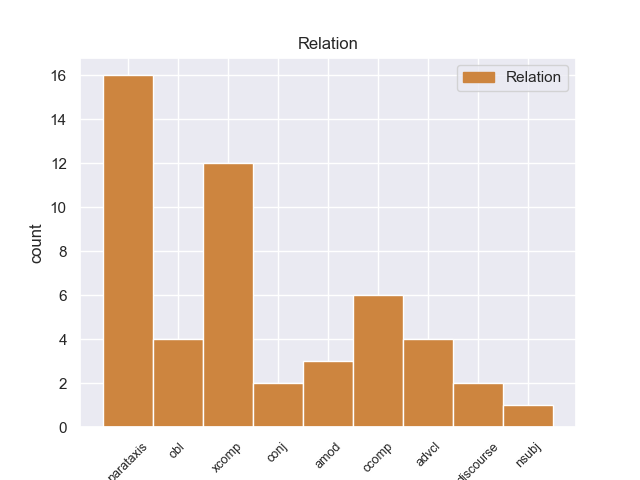 Relation
Relation
count
16
14
12
10
8
6
4
2
0
parataxis
obl
xcomp
conj
amod
ccomp
advcl
discourse
nsubj